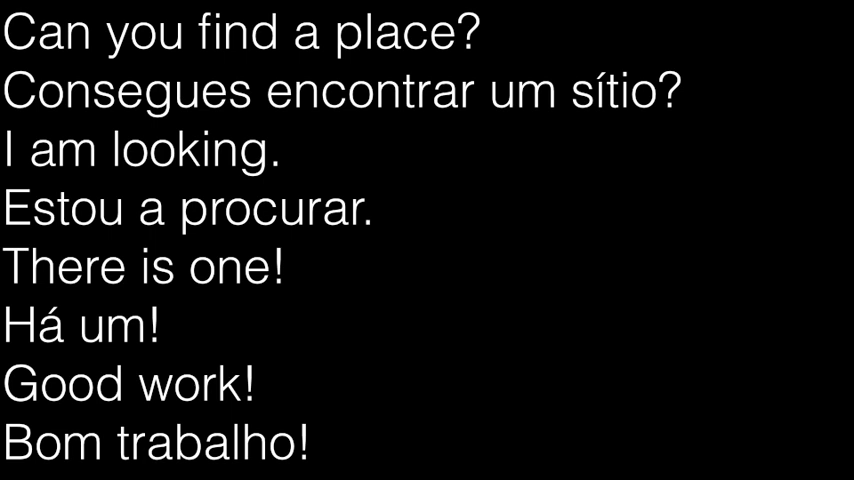 Can you find a place?
Consegues encontrar um sítio?
I am looking.
Estou a procurar.
There is one!
Há um!
Good work!
Bom trabalho!